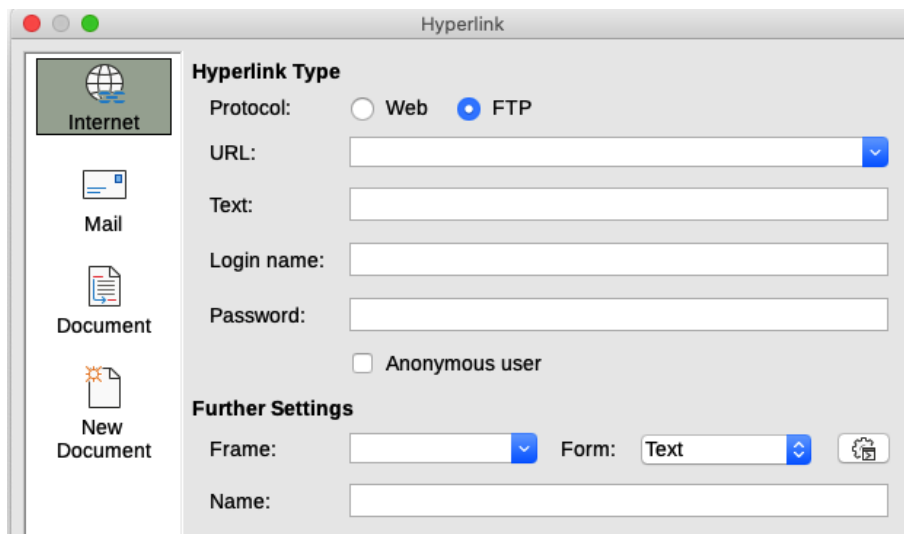 Hyperlink
Internet
Mail
Document
New
Document
Hyperlink Type
Protocol: Web FTP
URL:
Text:
Login name:
Password:
Anonymous user
Further Settings
Frame: Form: Text
Name: